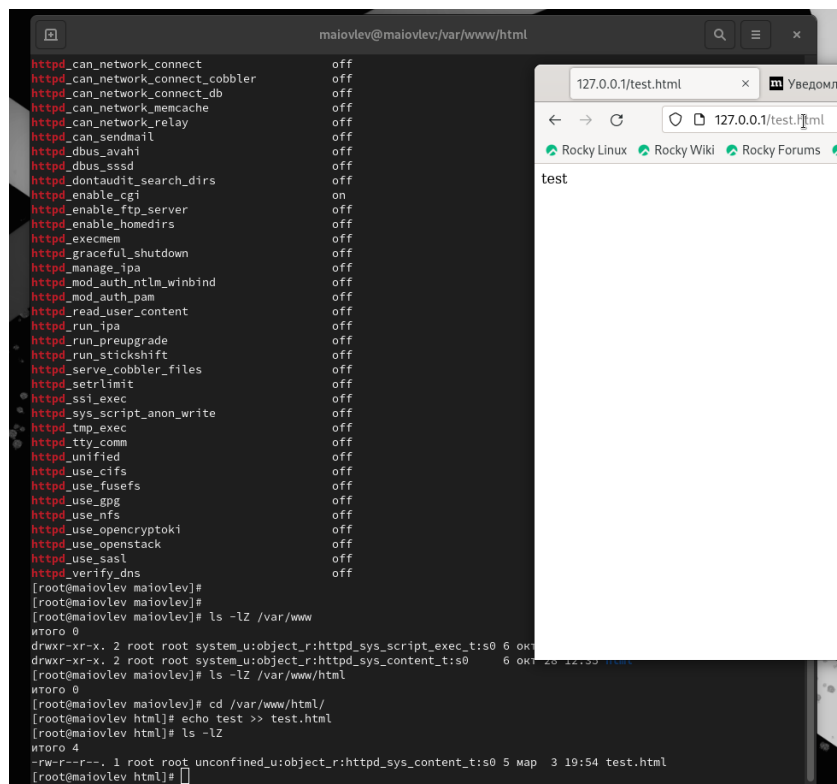 maiovlev@maiovlev:/var/www/html
httpd_can_network_connect off
httpd_can_network_connect_cobbler off
httpd_can_network_connect_db off
httpd_can_network_memcache off
httpd_can_network_relay off
httpd_can_sendmail off
httpd_dbus_avahi off
httpd_dbus_sssd off
httpd_dontaudit_search_dirs off
httpd_enable_cgi on
httpd_enable_ftp_server off
httpd_enable_homedirs off
httpd_execmem off
httpd_graceful_shutdown off
httpd_manage_ipa off
httpd_mod_auth_ntlm_winbind off
httpd_mod_auth_pam off
httpd_read_user_content off
httpd_run_ipa off
httpd_run_preupgrade off
httpd_run_stickshift off
httpd_serve_cobbler_files off
httpd_setrlimit off
httpd_ssi_exec off
httpd_sys_script_anon_write off
httpd_tmp_exec off
httpd_tty_comm off
httpd_unified off
httpd_use_cifs off
httpd_use_fusefs off
httpd_use_gpg off
httpd_use_nfs off
httpd_use_opencryptoki off
httpd_use_openstack off
httpd_use_sasl off
httpd_verify_dns off
[root@maiovlev maiovlev]#
[root@maiovlev maiovlev]#
[root@maiovlev maiovlev]# ls -lZ /var/www
итого 0
drwxr-xr-x. 2 root root system_u:object_r:httpd_sys_script_exec_t:s0 6 окт
drwxr-xr-x. 2 root root system_u:object_r:httpd_sys_content_t:s0 6 окт 28 12:35 html
[root@maiovlev maiovlev]# ls -lZ /var/www/html
итого 0
[root@maiovlev maiovlev]# cd /var/www/html/
[root@maiovlev html]# echo test >> test.html
[root@maiovlev html]# ls -lZ
итого 4
-rw-r--r--. 1 root root unconfined_u:object_r:httpd_sys_content_t:s0 5 мар 3 19:54 test.html
[root@maiovlev html]#
127.0.0.1/test.html
m Уведомл
127.0.0.1/test.html
Rocky Linux Rocky Wiki Rocky Forums
test